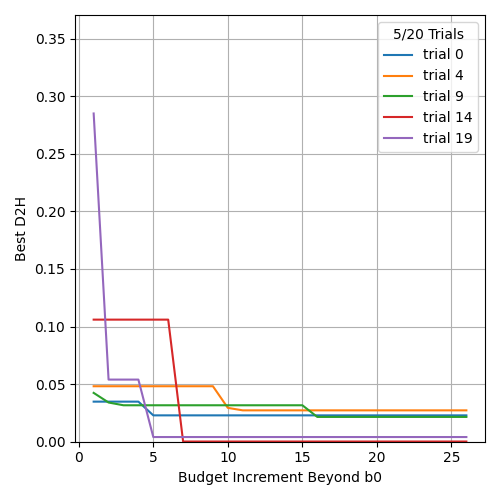 5/20 Trials
trial 0
trial 4
trial 9
trial 14
trial 19
Best D2H
0.35
0.30
0.25
0.20
0.15
0.10
0.05
0.00
0 5 10 15 20 25
Budget Increment Beyond b0